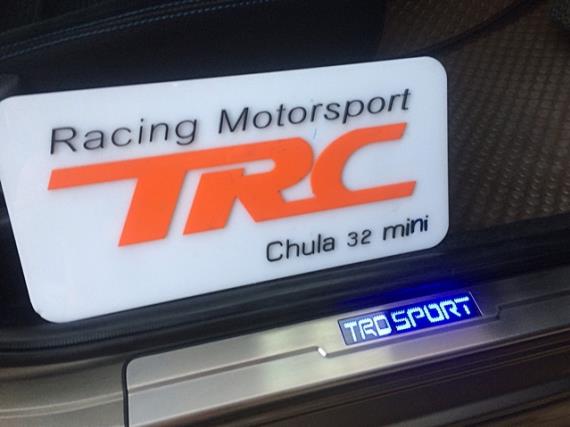 Racing Motorsport
TRC
Chula 32 mini
TRD SPORT